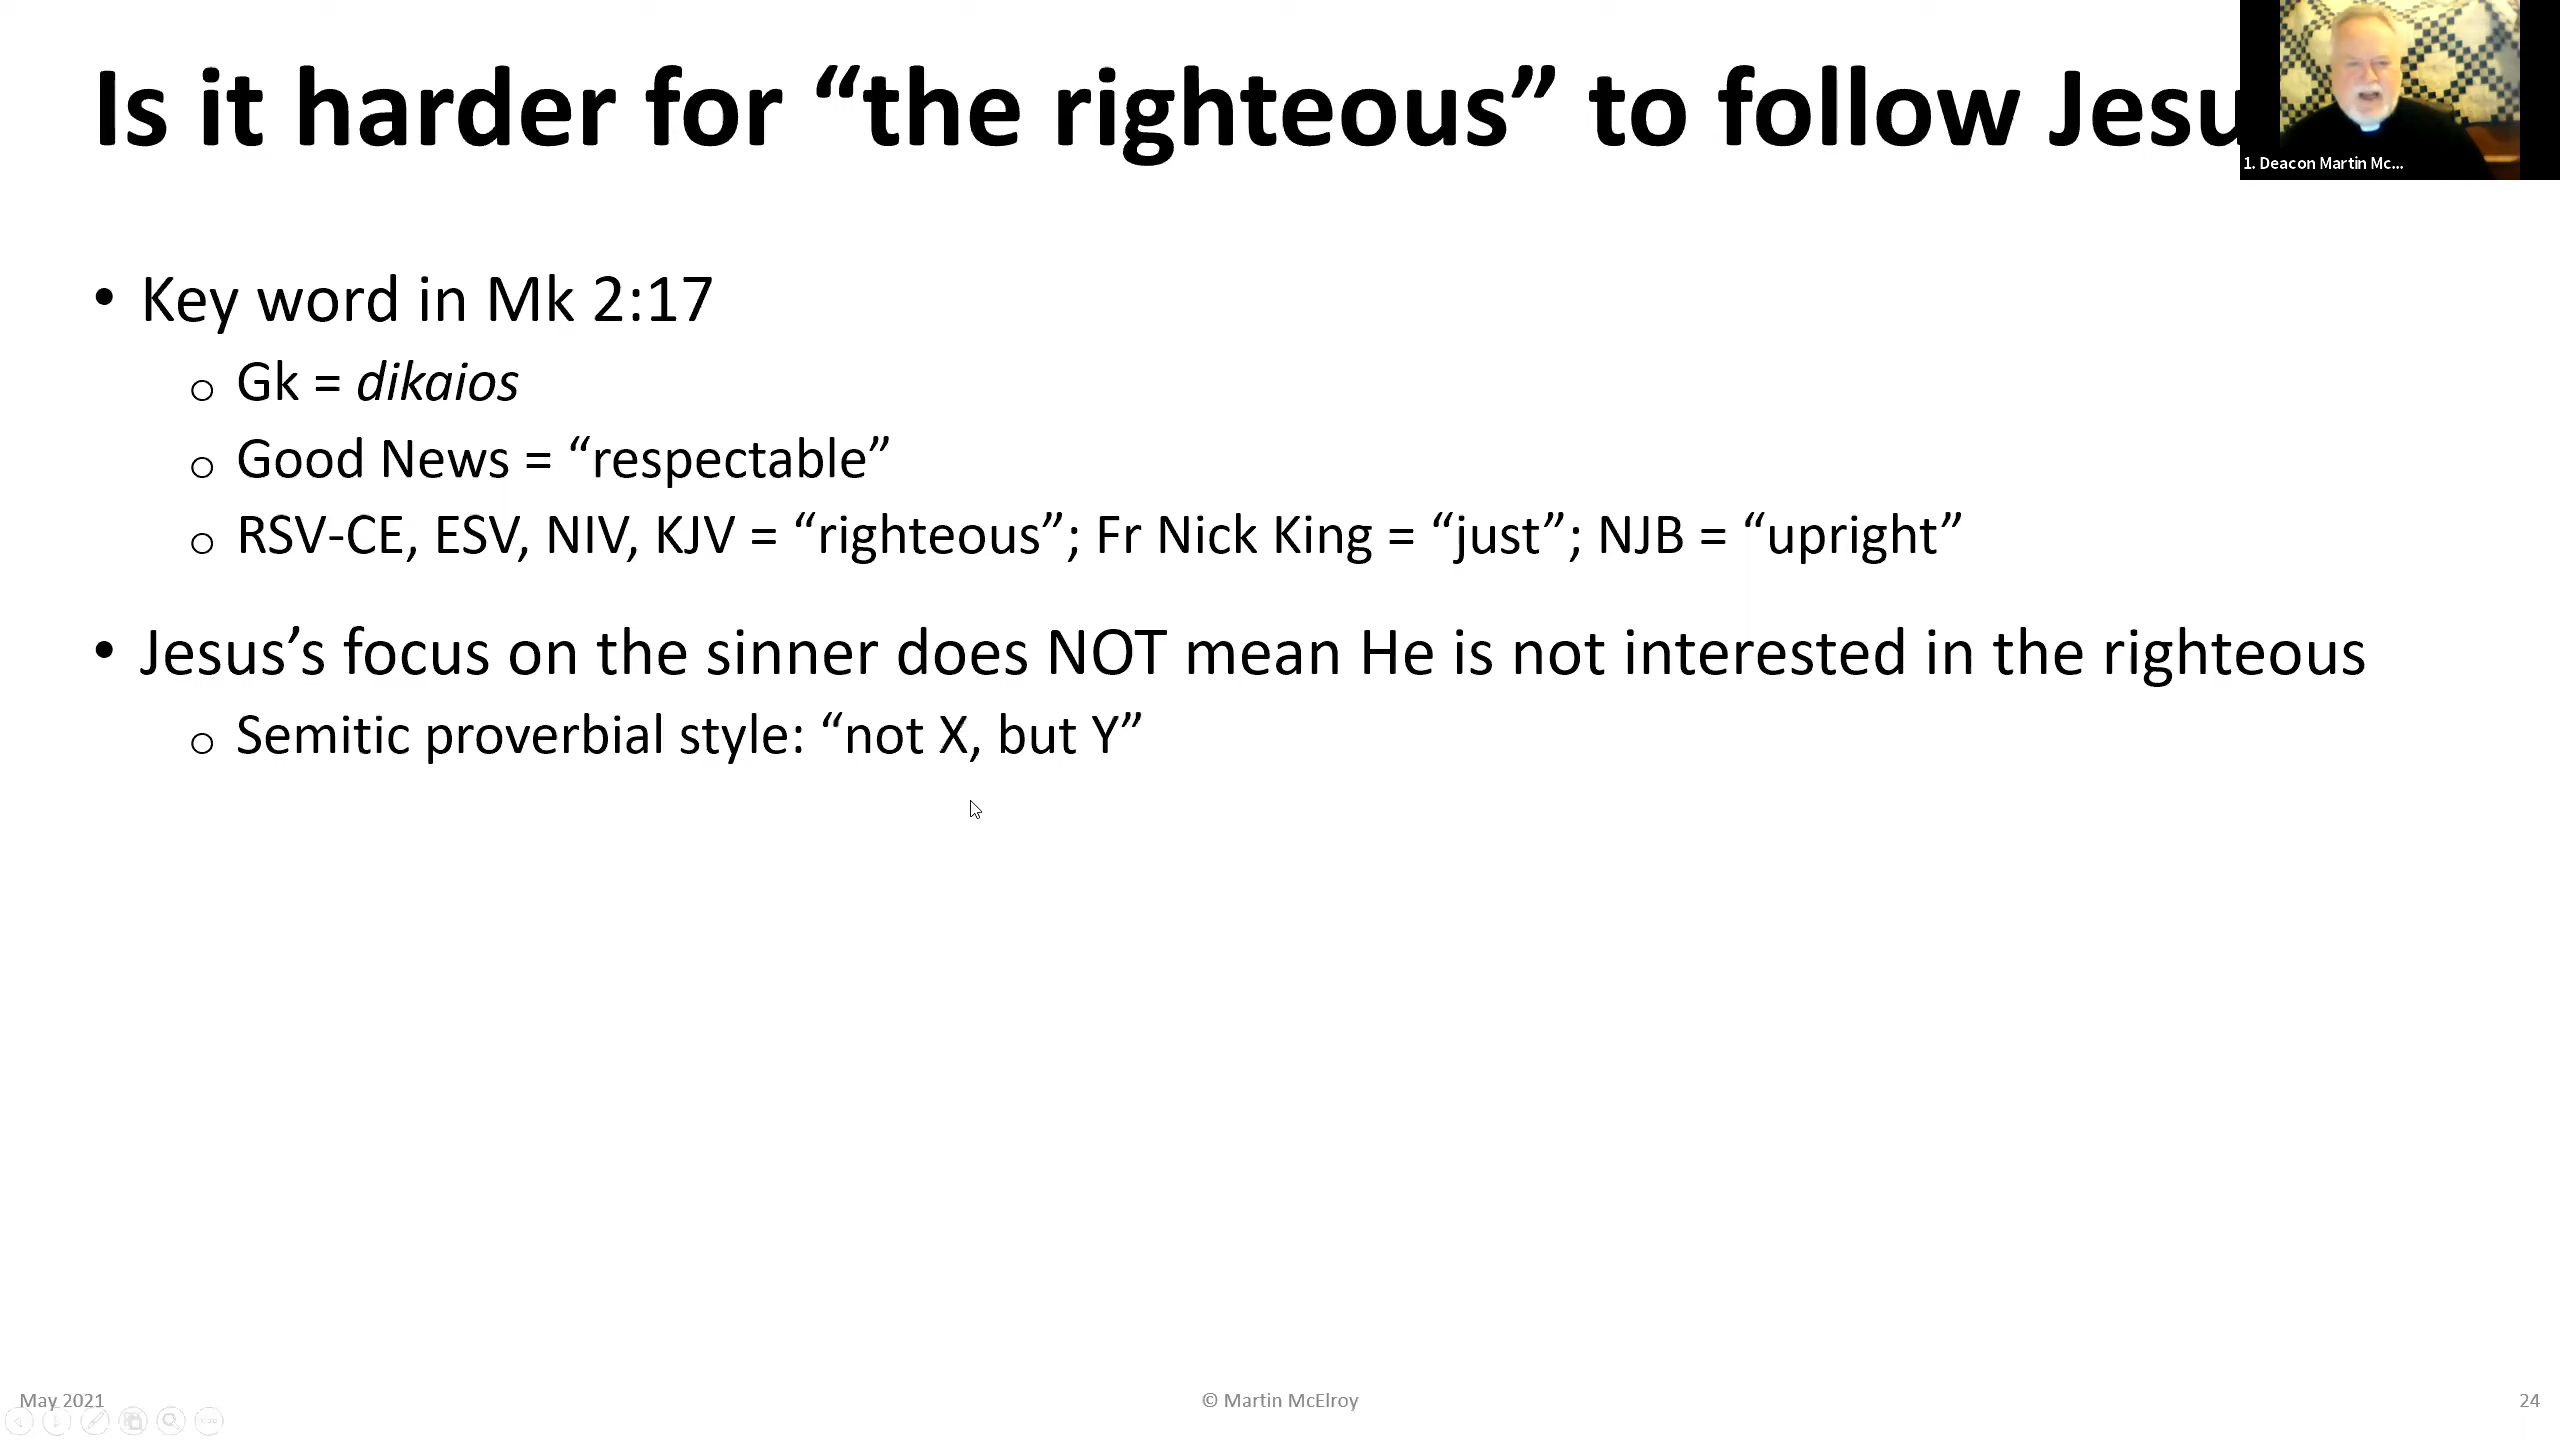 Is it harder for “the righteous” to follow Jesu
1. Deacon Martin Mc...
• Key word in Mk 2:17
o Gk = dikaios
o Good News = “respectable”
o RSV-CE, ESV, NIV, KJV = “righteous”; Fr Nick King = “just”; NJB = “upright”
• Jesus’s focus on the sinner does NOT mean He is not interested in the righteous
o Semitic proverbial style: “not X, but Y”
May 2021
© Martin McElroy
24